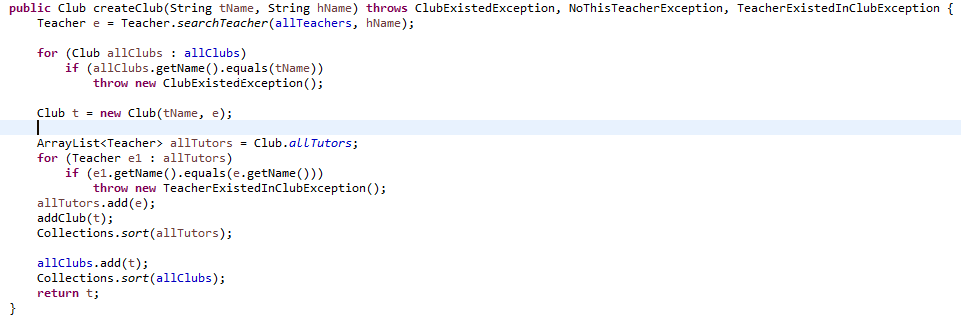 public Club createClub(String tName, String hName) throws ClubExistedException, NoThisTeacherException, TeacherExistedInClubException {
    Teacher e = Teacher.searchTeacher(allTeachers, hName);
    for (Club allClubs : allClubs)
        if (allClubs.getName().equals(tName))
            throw new ClubExistedException();
    Club t = new Club(tName, e);
    ArrayList<Teacher> allTutors = Club.allTutors;
    for (Teacher e1 : allTutors)
        if (e1.getName().equals(e.getName()))
            throw new TeacherExistedInClubException();
    allTutors.add(e);
    addClub(t);
    Collections.sort(allTutors);
    allClubs.add(t);
    Collections.sort(allClubs);
    return t;
}